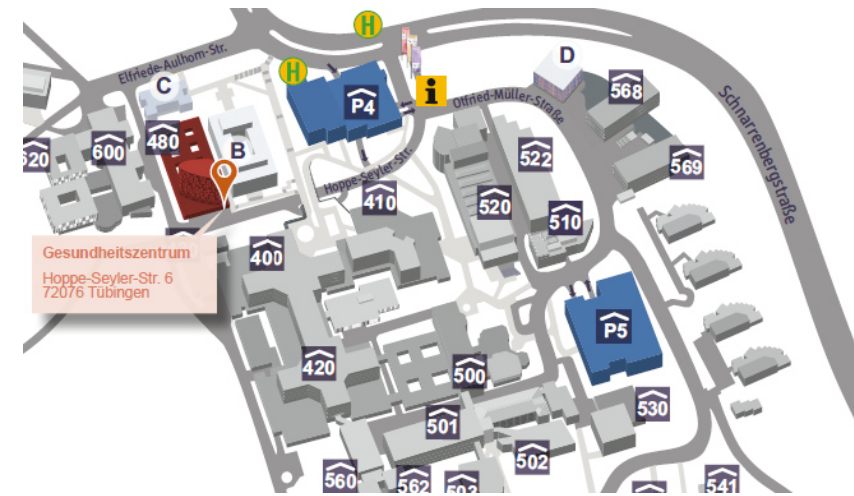 H
Elfriede-Aulhorn-Str.
H
D
C
P4
i
Otfried-Müller-Straße
568
Schnarrenbergstraße
480
600
B
522
569
Hoppe-Seyler-Str.
410
520
510
Gesundheitszentrum
Hoppe-Seyler-Str. 6
72076 Tübingen
400
P5
420
500
530
501
502
560
562
541